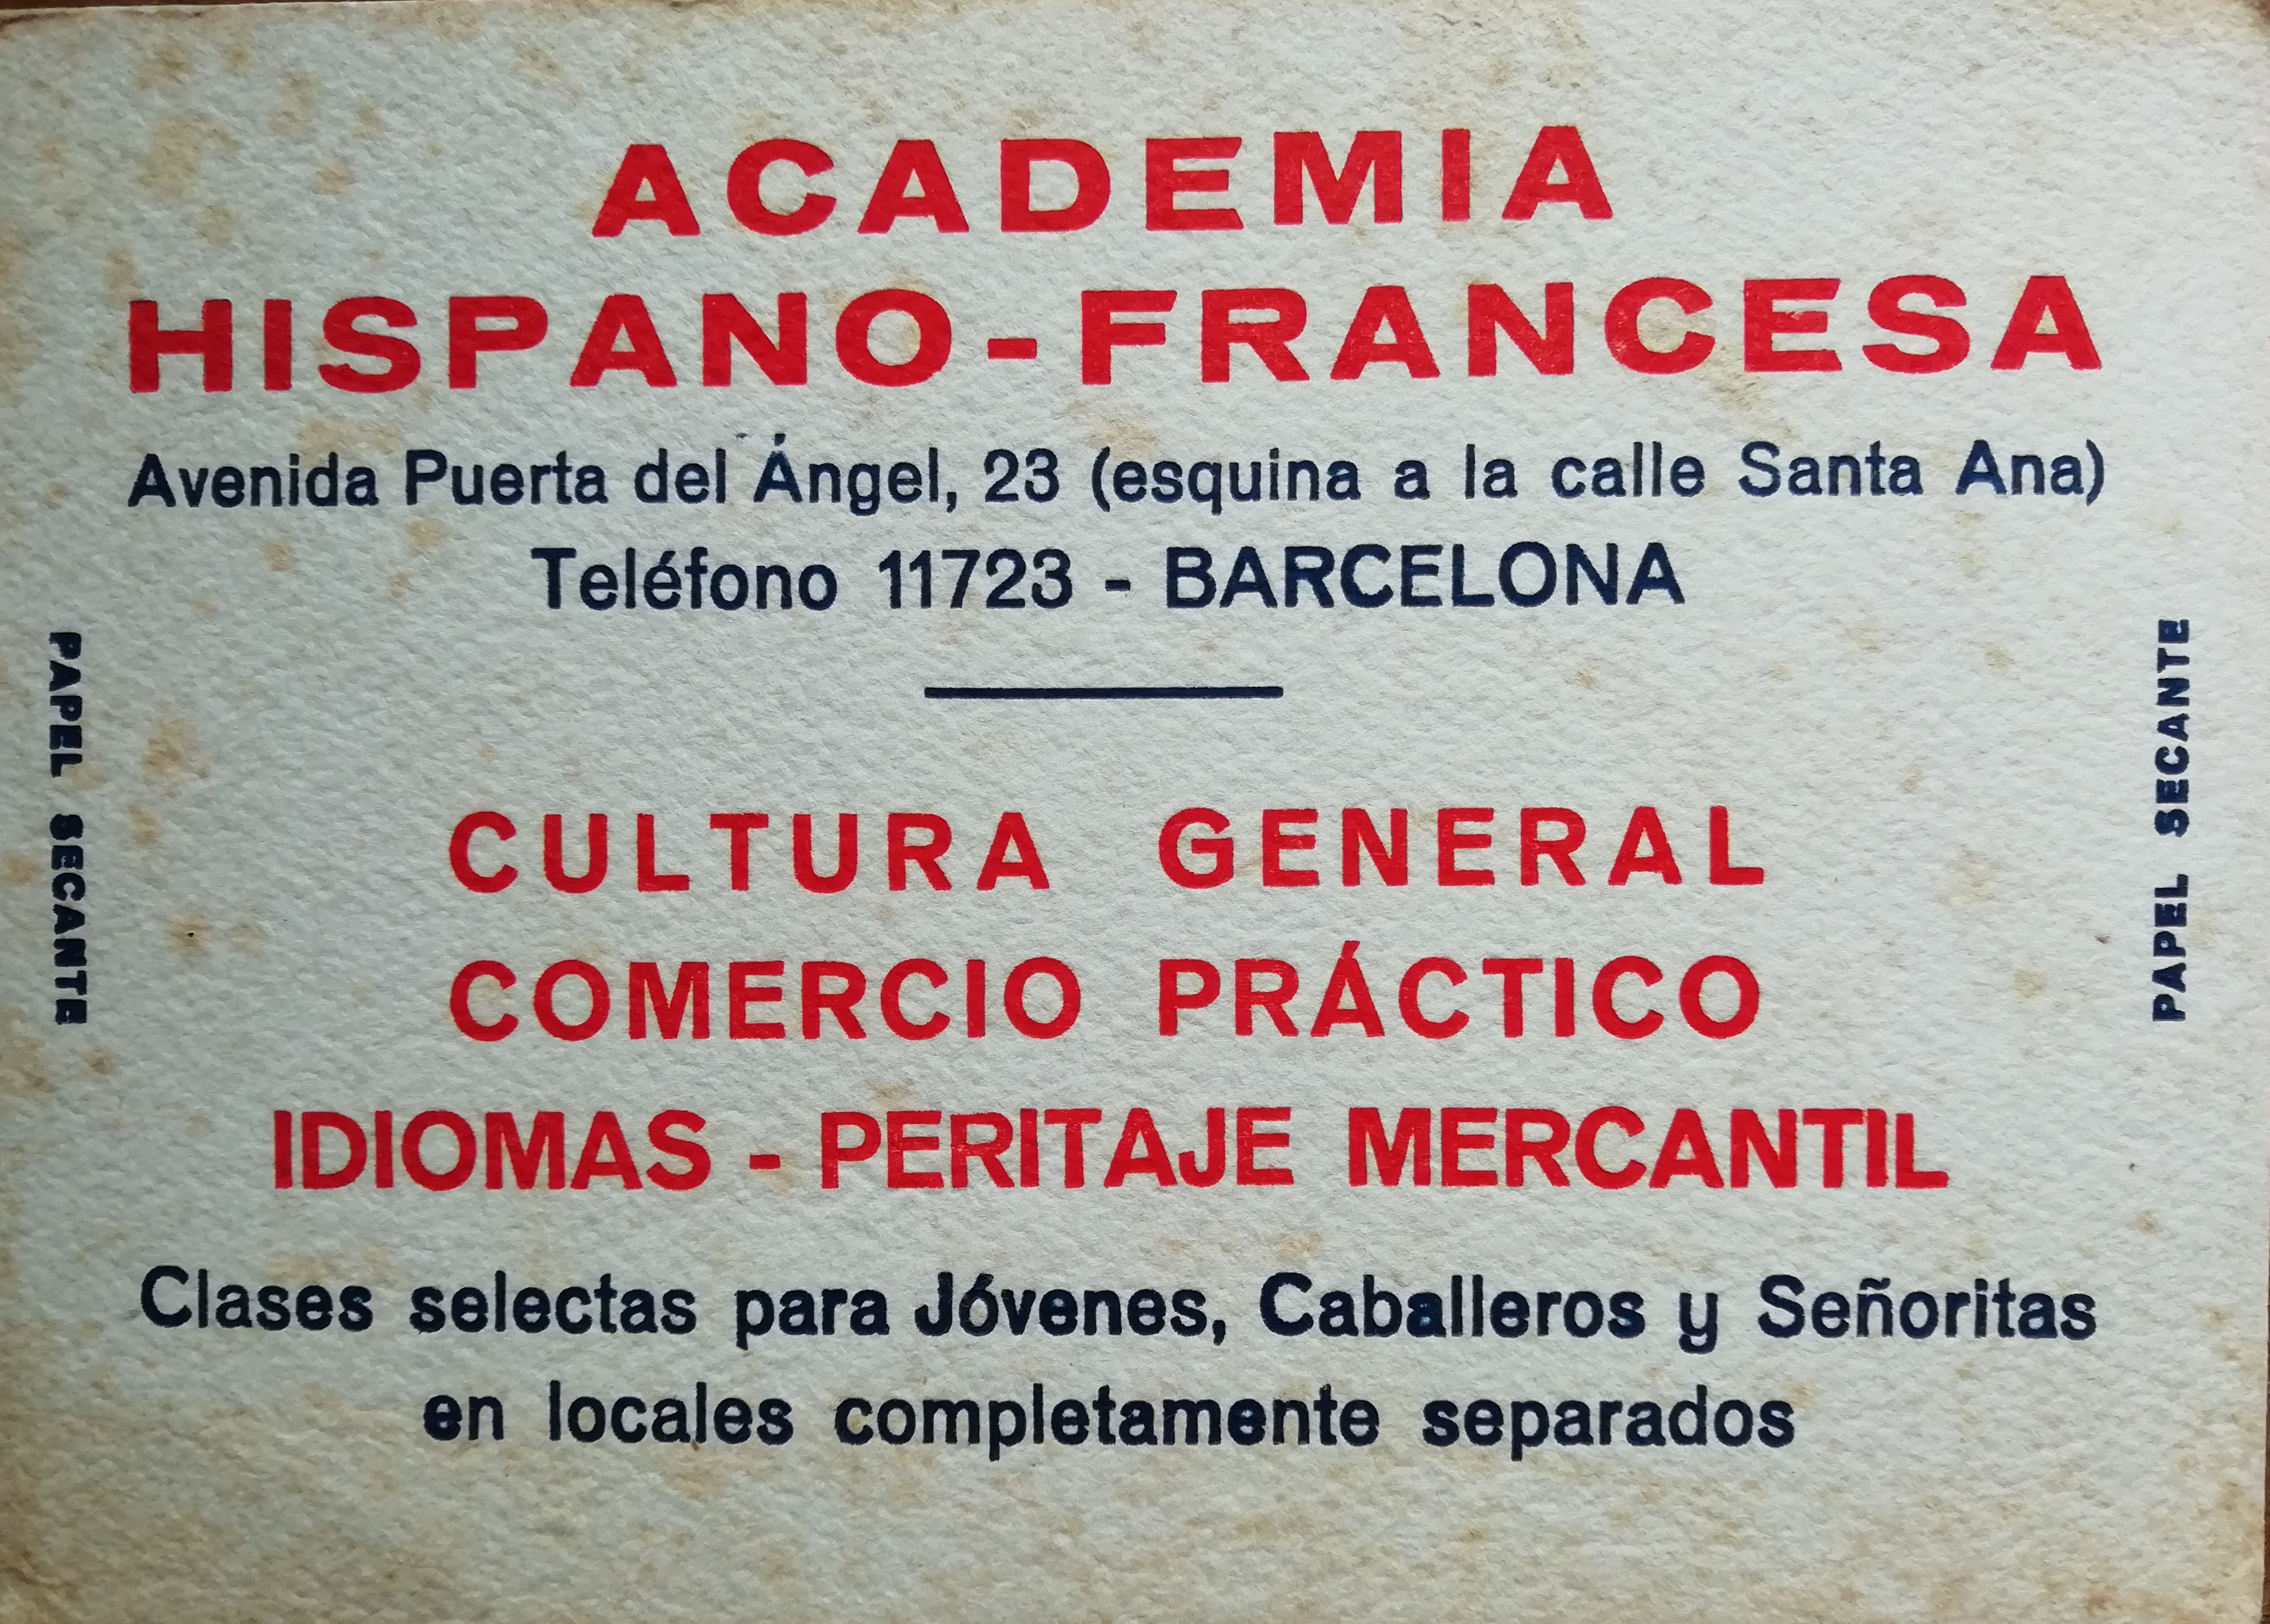 ACADEMIA
HISPANO-FRANCESA
Avenida Puerta del Ángel, 23 (esquina a la calle Santa Ana)
Teléfono 11723 - BARCELONA
PAPEL SECANTE
PAPEL SECANTE
CULTURA GENERAL
COMERCIO PRÁCTICO
IDIOMAS - PERITAJE MERCANTIL
Clases selectas para Jóvenes, Caballeros y Señoritas
en locales completamente separados